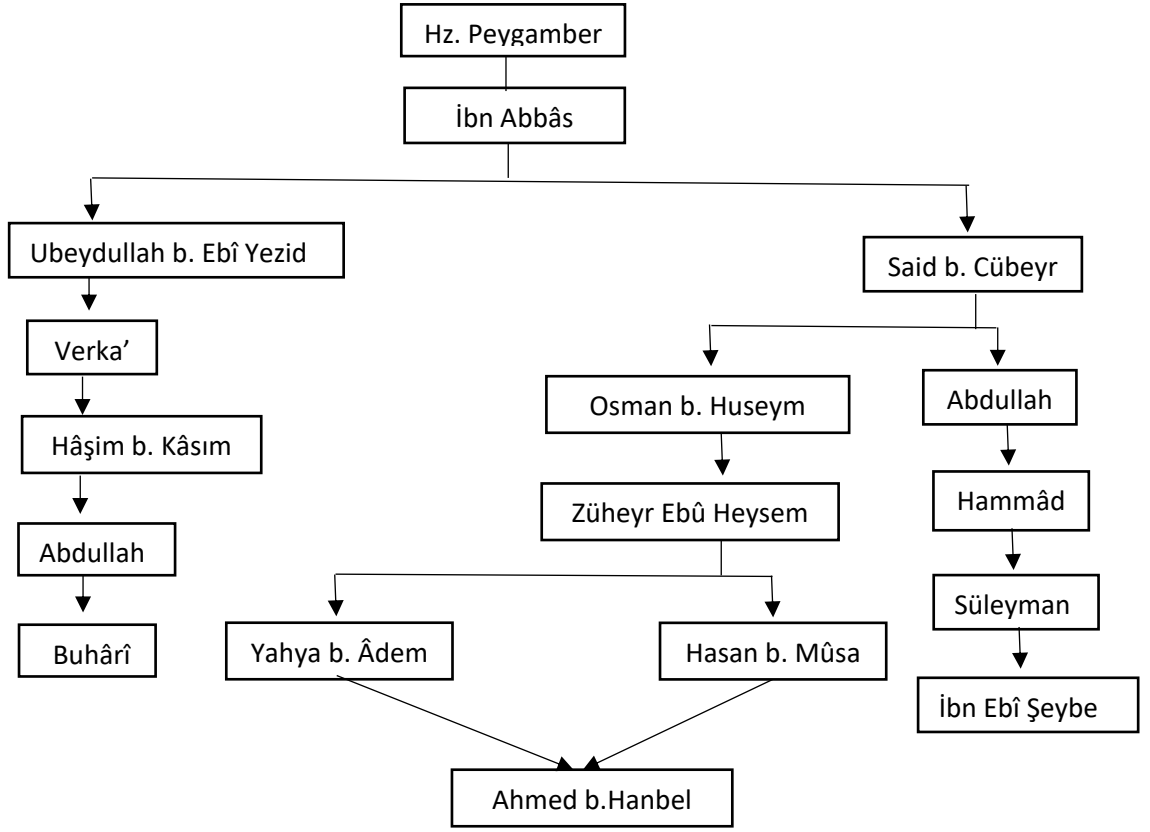 Hz. Peygamber
İbn Abbâs
Ubeydullah b. Ebî Yezid
Said b. Cübeyr
Verka’
Osman b. Huseym
Abdullah
Hâşim b. Kâsım
Züheyr Ebû Heysem
Hammâd
Abdullah
Süleyman
Buhârî
Yahya b. Âdem
Hasan b. Mûsa
İbn Ebî Şeybe
Ahmed b.Hanbel